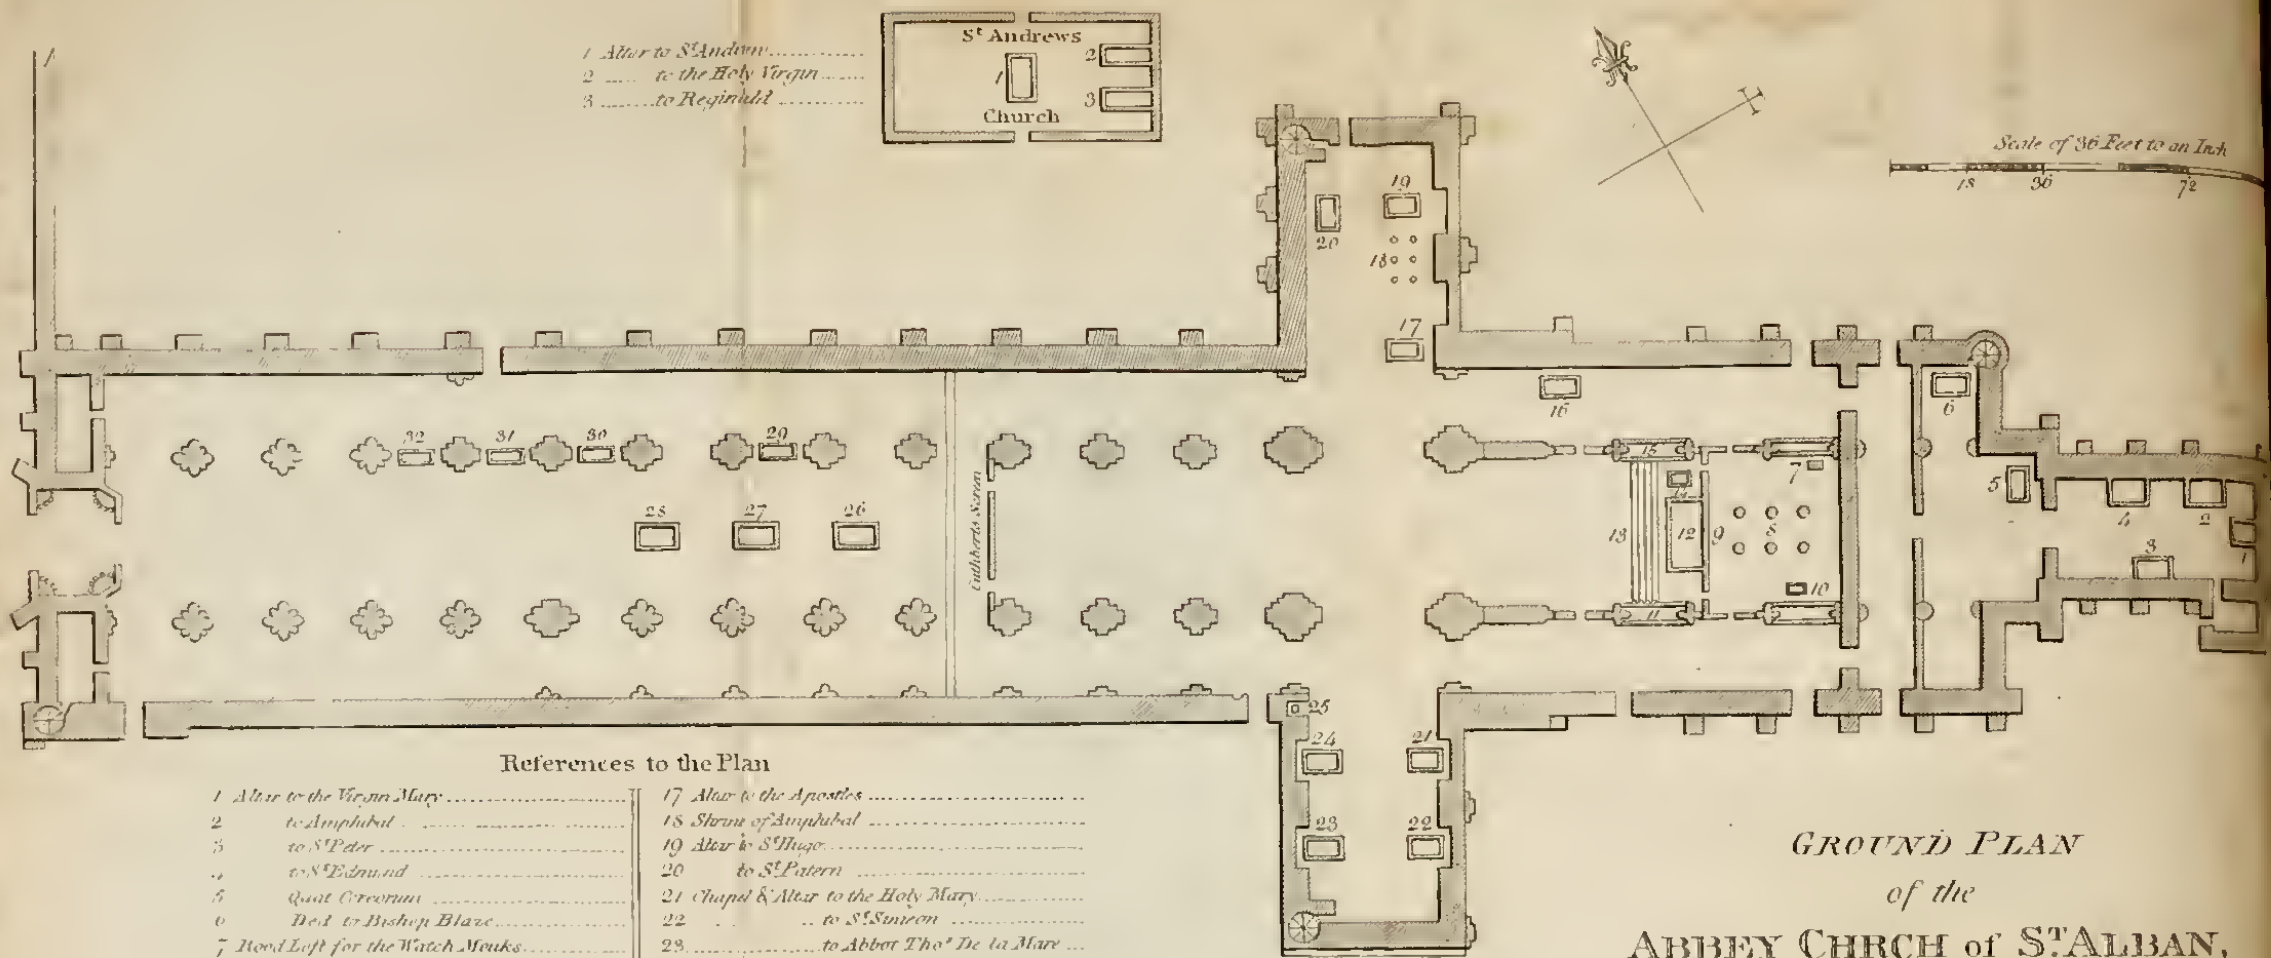 1 Altar to St Andrew
2 ..... to the Holy Virgin
3 ....... to Reginald
St Andrews
Church
1
2
3
Scale of 36 Feet to an Inch
18 36 72
19
20
18
17
16
6
32 31 30 29
15
7
5
14
28 27 26
Cuthberts Screen
13 12 9 8
4 2
1
3
10
11
25
24 21
23 22
References to the Plan
1 Altar to the Virgin Mary
2 to Amphibal
3 to St Peter
4 to St Edmund
5 Quat Cereorum
6 Ded to Bishop Blaze
7 Rood Loft for the Watch Monks
17 Altar to the Apostles
18 Shrine of Amphibal
19 Altar to St Hugo
20 to St Patern
21 Chapel & Altar to the Holy Mary
22 .. to St Simeon
23 to Abbot Thos De la Mare ...
GROUND PLAN
of the
ABBEY CHRCH of ST ALBAN,